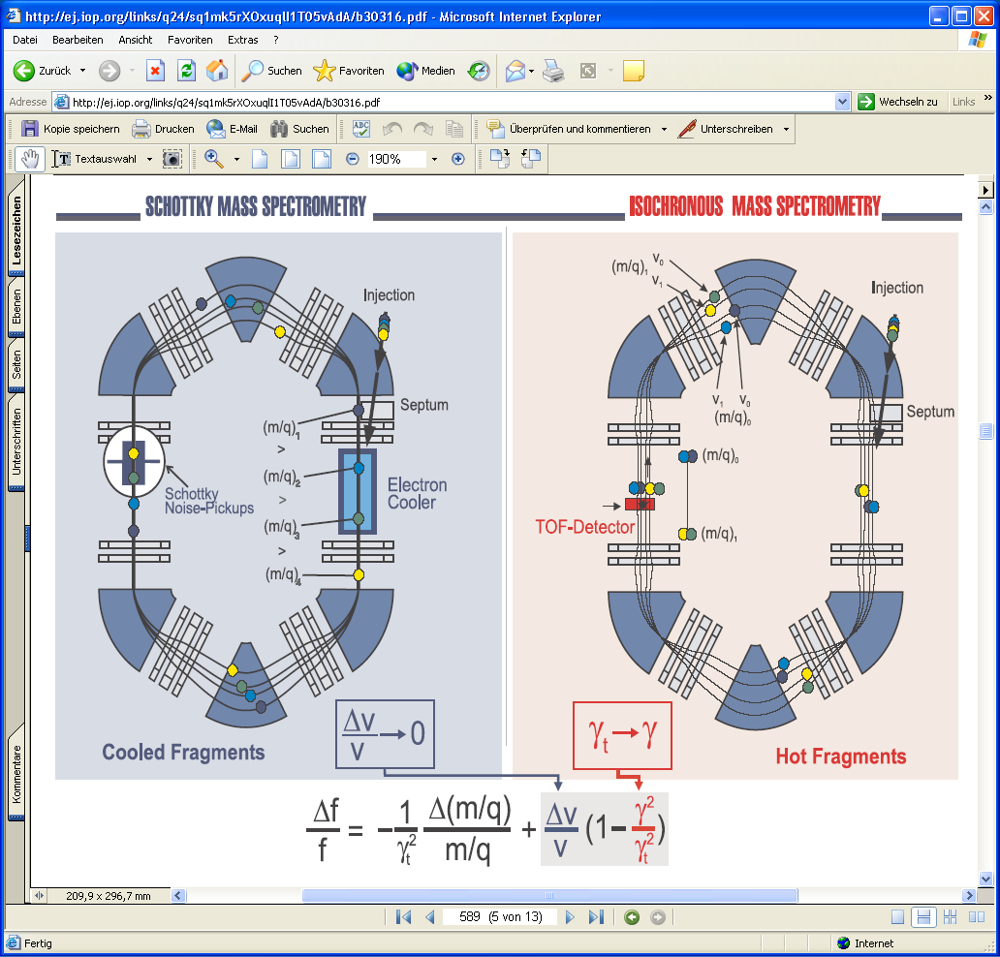 http://ej.iop.org/links/q24/sq1mk5rXOxuqlI1T05vAdA/b30316.pdf - Microsoft Internet Explorer
Datei Bearbeiten Ansicht Favoriten Extras ?
Zurück Suchen Favoriten Medien
Adresse http://ej.iop.org/links/q24/sq1mk5rXOxuqlI1T05vAdA/b30316.pdf Wechseln zu Links »
Kopie speichern Drucken E-Mail Suchen ABC Überprüfen und kommentieren Unterschreiben
T Textauswahl 190%
Lesezeichen
Ebenen
Seiten
Unterschriften
Kommentare
SCHOTTKY MASS SPECTROMETRY
Injection
Septum
(m/q)₁
>
(m/q)₂
>
(m/q)₃
>
(m/q)₄
Electron
Cooler
Schottky
Noise-Pickups
Δv/v → 0
Cooled Fragments
ISOCHRONOUS MASS SPECTROMETRY
(m/q)₁ v₀
v₁
Injection
v₁ v₀
(m/q)₀
Septum
(m/q)₀
TOF-Detector
(m/q)₁
γₜ → γ
Hot Fragments
Δf/f = −1/γₜ² Δ(m/q)/m/q + Δv/v (1−γ²/γₜ²)
209,9 x 296,7 mm
589 (5 von 13)
Fertig Internet